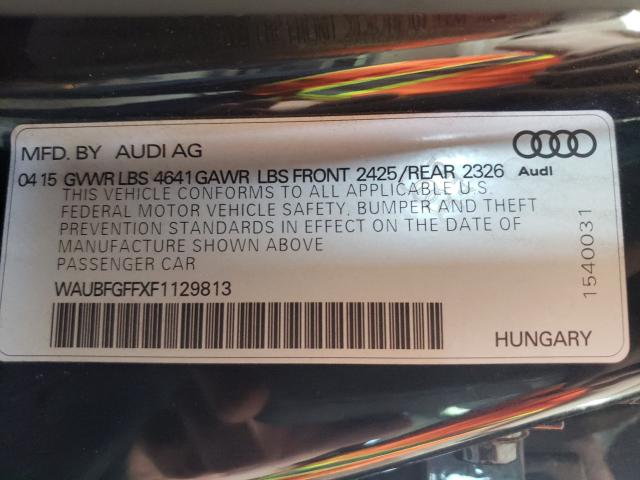 MFD. BY AUDI AG
04 15 GVWR LBS 4641 GAWR LBS FRONT 2425/REAR 2326
Audi
THIS VEHICLE CONFORMS TO ALL APPLICABLE U.S.
FEDERAL MOTOR VEHICLE SAFETY, BUMPER AND THEFT
PREVENTION STANDARDS IN EFFECT ON THE DATE OF
MANUFACTURE SHOWN ABOVE
PASSENGER CAR
WAUBFGFFXF1129813
1540031
HUNGARY